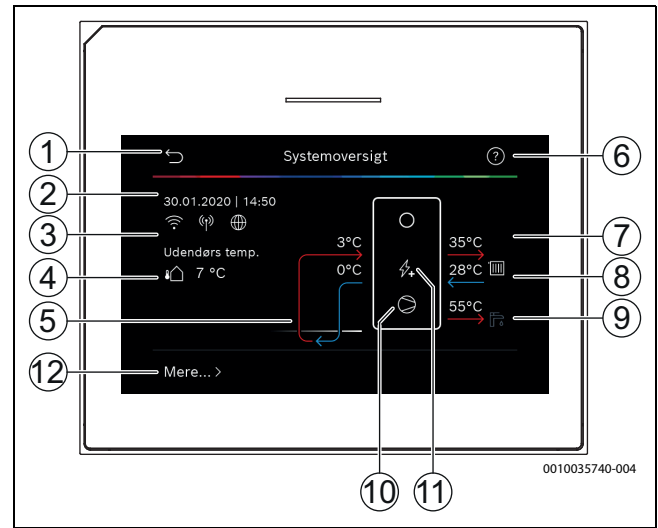 Systemoversigt
?
30.01.2020 | 14:50
Udendørs temp.
7 °C
3°C
0°C
35°C
28°C
55°C
Mere... >
1
2
3
4
5
12
6
7
8
9
10
11
0010035740-004